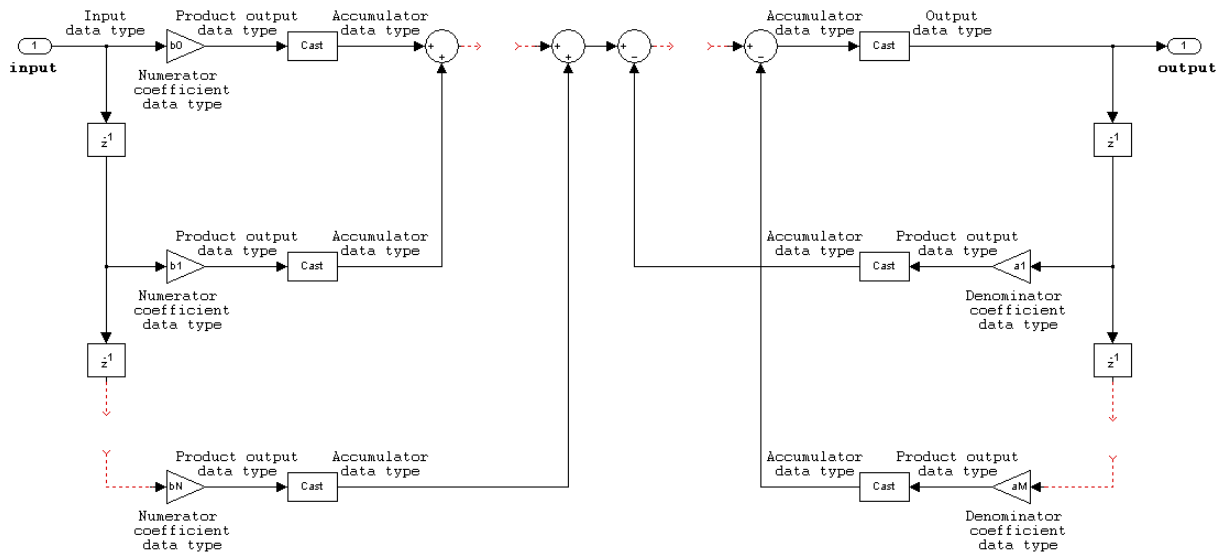 Input
data type
Product output
data type
Accumulator
data type
Accumulator
data type
Output
data type
1
b0
Cast
+
+
+
+
+
−
+
−
Cast
1
input
output
Numerator
coefficient
data type
z-1
z-1
Product output
data type
Accumulator
data type
Accumulator
data type
Product output
data type
b1
Cast
Cast
a1
Numerator
coefficient
data type
Denominator
coefficient
data type
z-1
z-1
Product output
data type
Accumulator
data type
Accumulator
data type
Product output
data type
bN
Cast
Cast
aM
Numerator
coefficient
data type
Denominator
coefficient
data type